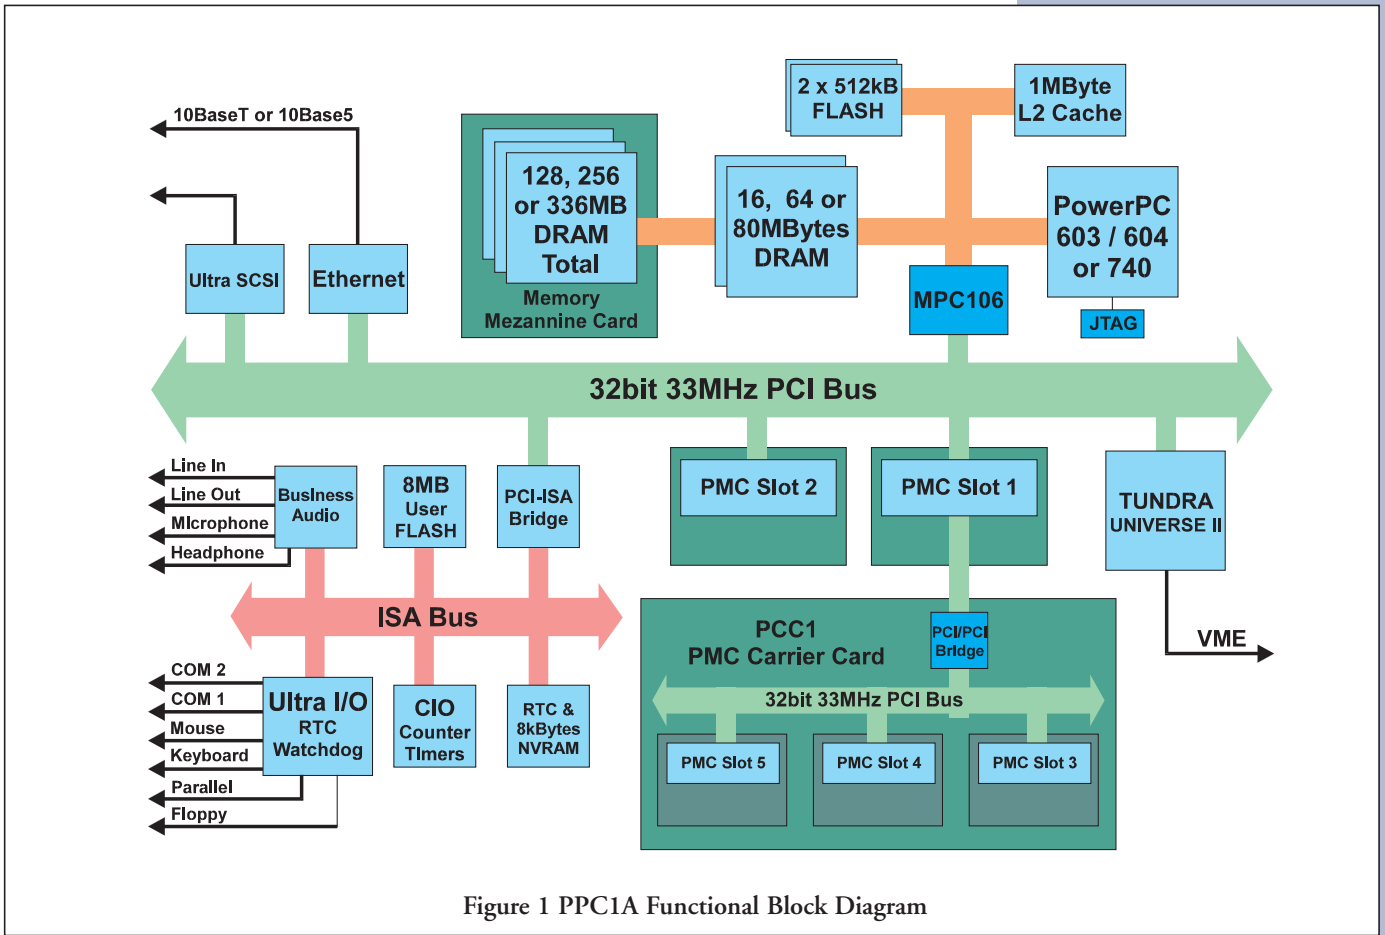 10BaseT or 10Base5
2 x 512kB
FLASH
1MByte
L2 Cache
128, 256
or 336MB
DRAM
Total
Memory
Mezannine Card
16, 64 or
80MBytes
DRAM
PowerPC
603 / 604
or 740
JTAG
MPC106
Ultra SCSI
Ethernet
32bit 33MHz PCI Bus
Line In
Line Out
MIcrophone
Headphone
Business
Audio
8MB
User
FLASH
PCI-ISA
Bridge
PMC Slot 2
PMC Slot 1
TUNDRA
UNIVERSE II
VME
ISA Bus
PCC1
PMC Carrier Card
PCI/PCI
BrIdge
32bit 33MHz PCI Bus
PMC Slot 5
PMC Slot 4
PMC Slot 3
COM 2
COM 1
Mouse
Keyboard
Parallel
Floppy
Ultra I/O
RTC
Watchdog
CIO
Counter
TImers
RTC &
8kBytes
NVRAM
Figure 1 PPC1A Functional Block Diagram